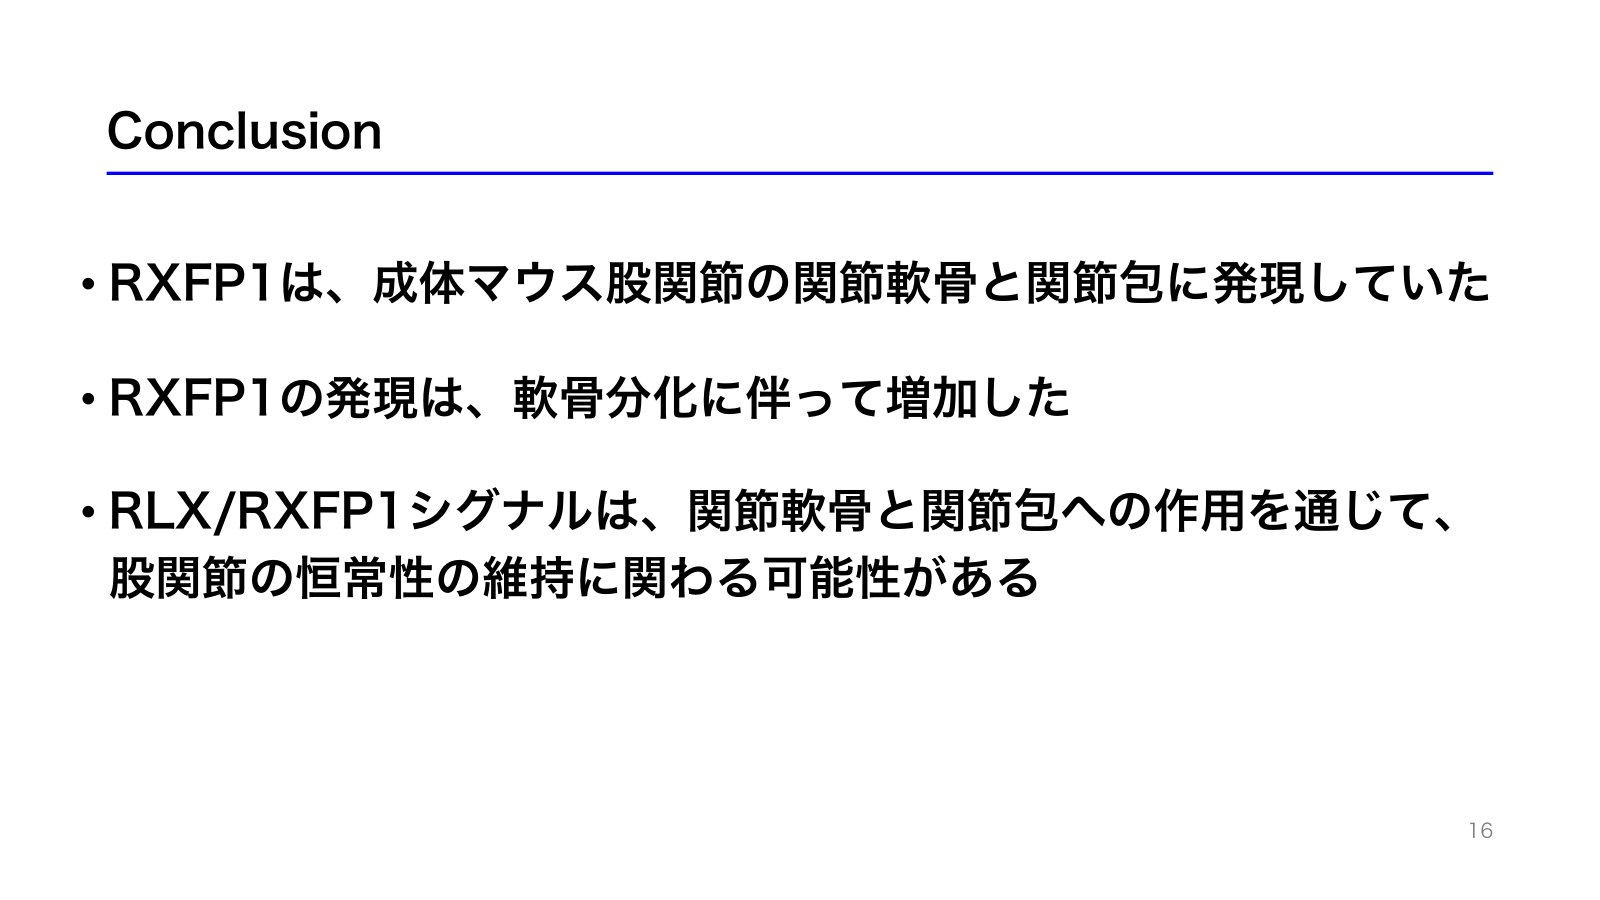 Conclusion
• RXFP1は、成体マウス股関節の関節軟骨と関節包に発現していた
• RXFP1の発現は、軟骨分化に伴って増加した
• RLX/RXFP1シグナルは、関節軟骨と関節包への作用を通じて、
股関節の恒常性の維持に関わる可能性がある
16